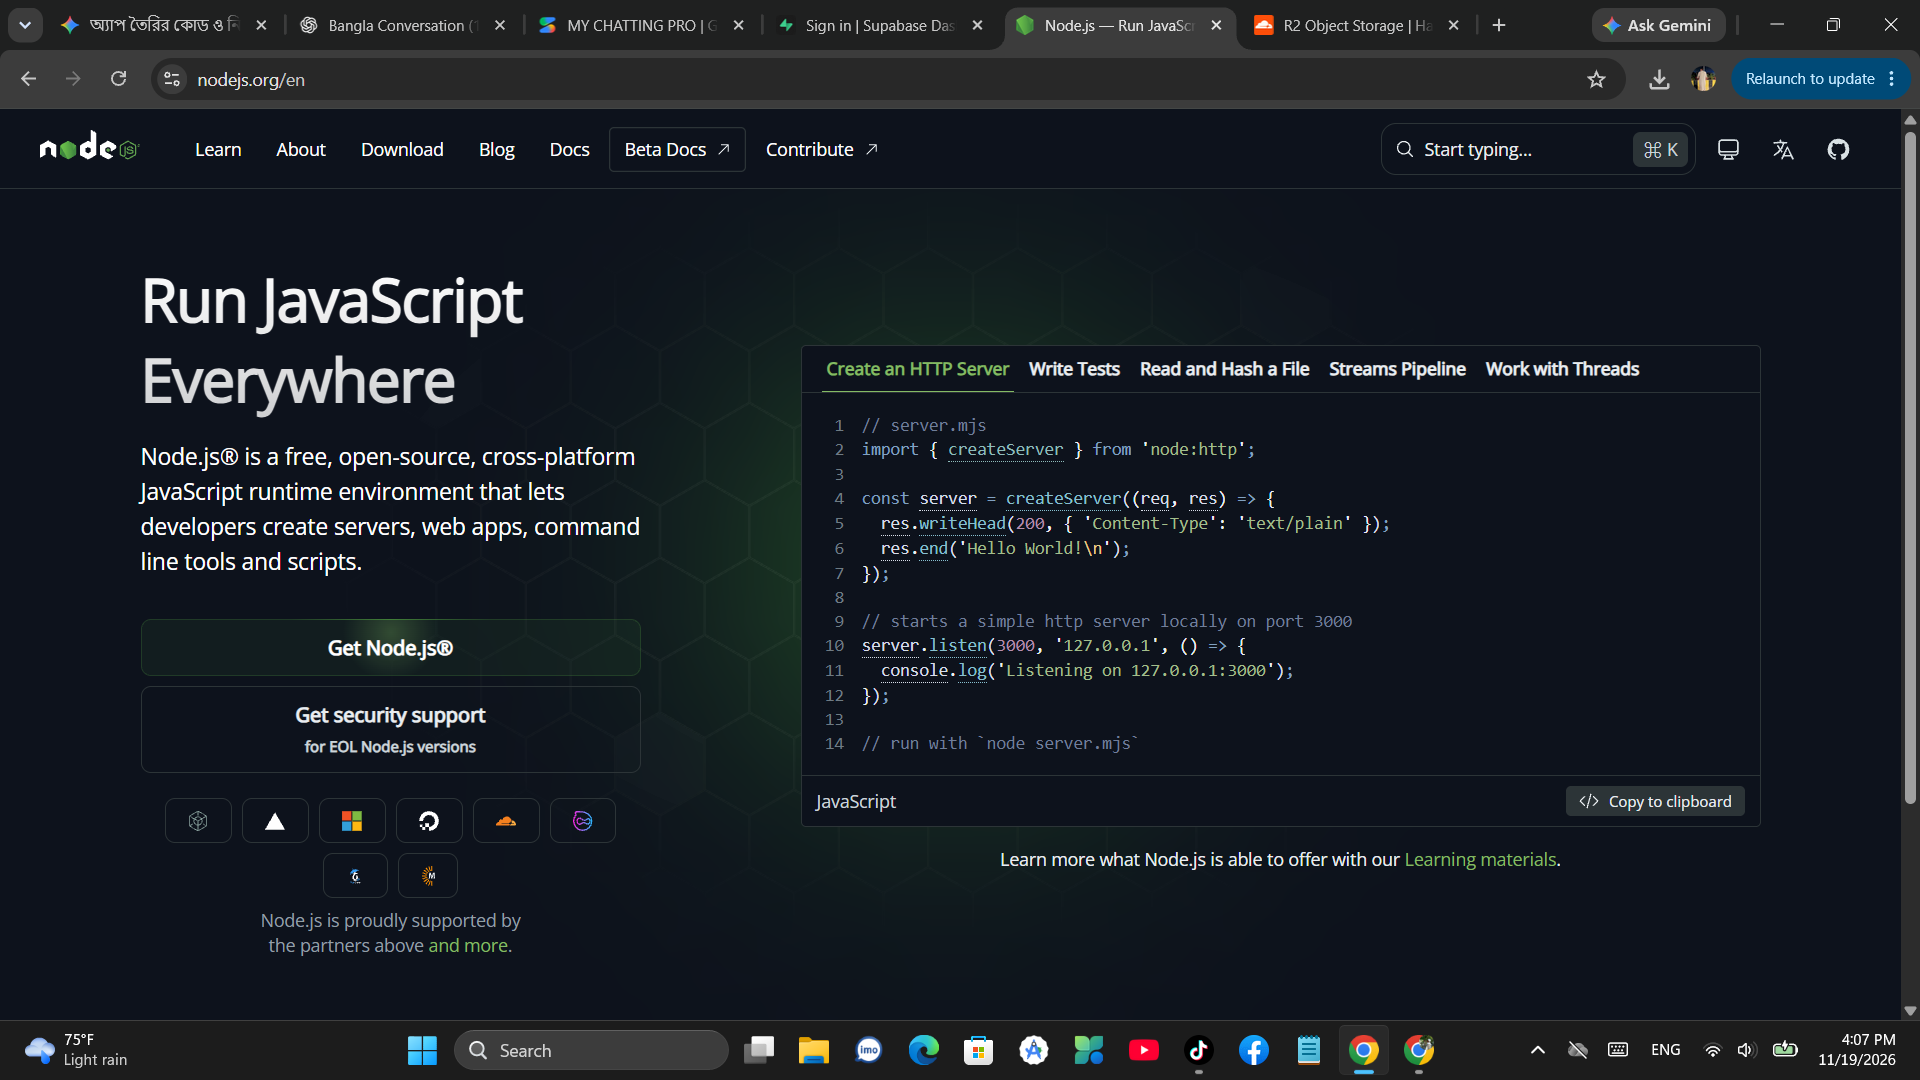 অ্যাপ তৈরির কোড ও নি
Bangla Conversation (1
MY CHATTING PRO | G
Sign in | Supabase Das
Node.js — Run JavaScr
R2 Object Storage | Ha
Ask Gemini
nodejs.org/en
Relaunch to update
node JS
Learn
About
Download
Blog
Docs
Beta Docs
Contribute
Start typing...
⌘ K
Run JavaScript
Everywhere
Node.js® is a free, open-source, cross-platform
JavaScript runtime environment that lets
developers create servers, web apps, command
line tools and scripts.
Get Node.js®
Get security support
for EOL Node.js versions
Node.js is proudly supported by
the partners above and more.
Create an HTTP Server
Write Tests
Read and Hash a File
Streams Pipeline
Work with Threads
1 // server.mjs
2 import { createServer } from 'node:http';
3
4 const server = createServer((req, res) => {
5 res.writeHead(200, { 'Content-Type': 'text/plain' });
6 res.end('Hello World!\n');
7 });
8
9 // starts a simple http server locally on port 3000
10 server.listen(3000, '127.0.0.1', () => {
11 console.log('Listening on 127.0.0.1:3000');
12 });
13
14 // run with `node server.mjs`
JavaScript
</> Copy to clipboard
Learn more what Node.js is able to offer with our Learning materials.
75°F
Light rain
Search
imo
ENG
4:07 PM
11/19/2026